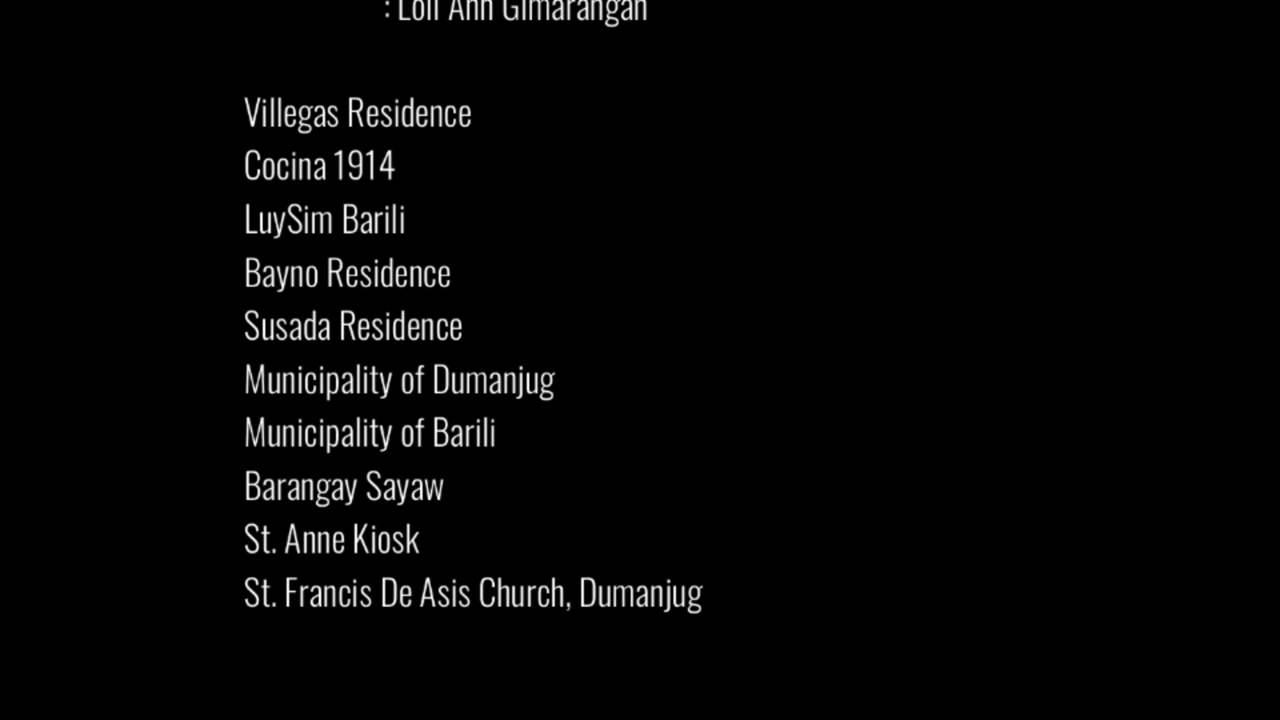 : Loli Ann Gimarangan
Villegas Residence
Cocina 1914
LuySim Barili
Bayno Residence
Susada Residence
Municipality of Dumanjug
Municipality of Barili
Barangay Sayaw
St. Anne Kiosk
St. Francis De Asis Church, Dumanjug